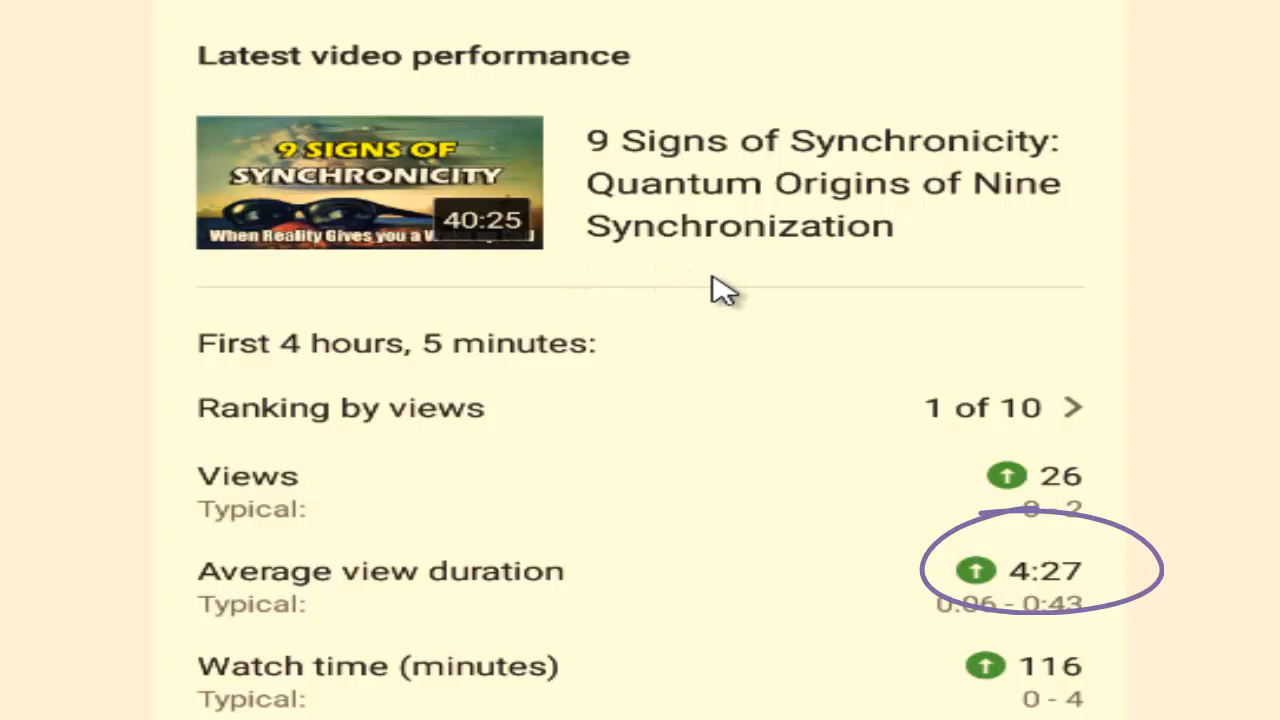 Latest video performance
9 SIGNS OF
SYNCHRONICITY
40:25
When Reality Gives you a
9 Signs of Synchronicity:
Quantum Origins of Nine
Synchronization
First 4 hours, 5 minutes:
Ranking by views 1 of 10
Views 26
Typical: 0 - 2
Average view duration 4:27
Typical: 0:06 - 0:43
Watch time (minutes) 116
Typical: 0 - 4